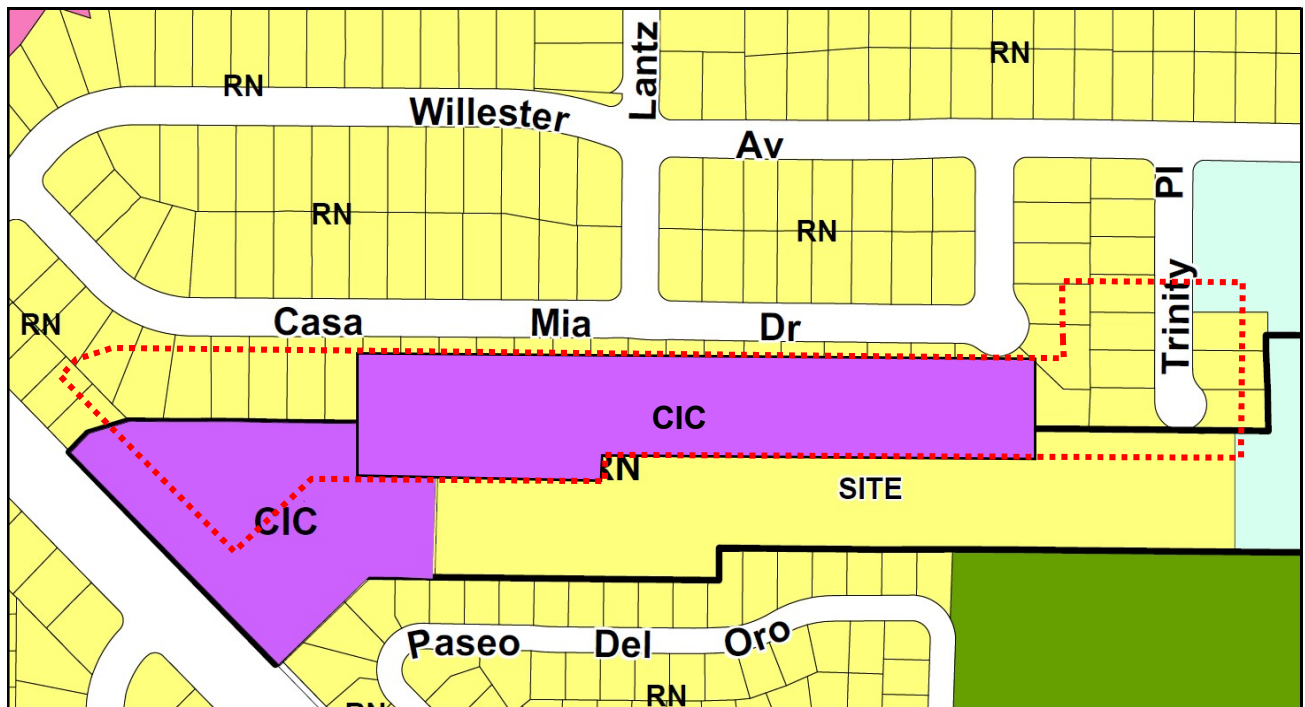 Lantz
RN
RN
Willester
Av
Pl
RN
RN
Trinity
RN
Casa
Mia
Dr
CIC
RN
SITE
CIC
Paseo
Del
Oro
RN
RN